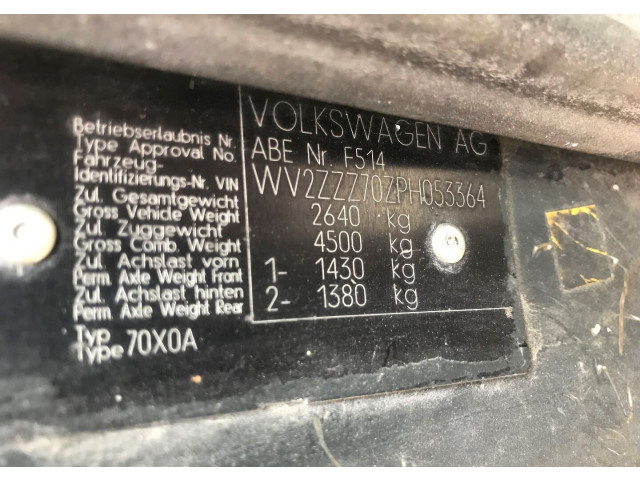 VOLKSWAGEN AG
Betriebserlaubnis Nr.
Type Approval No. ABE Nr. F514
Fahrzeug-
Identifizierungs-Nr. VIN WV2ZZZ70ZPH053364
Zul. Gesamtgewicht
Gross Vehicle Weight 2640 kg
Zul. Zuggewicht
Gross Comb. Weight 4500 kg
Zul. Achslast vorn
Perm. Axle Weight Front 1- 1430 kg
Zul. Achslast hinten
Perm. Axle Weight Rear 2- 1380 kg
Typ
Type 70X0A